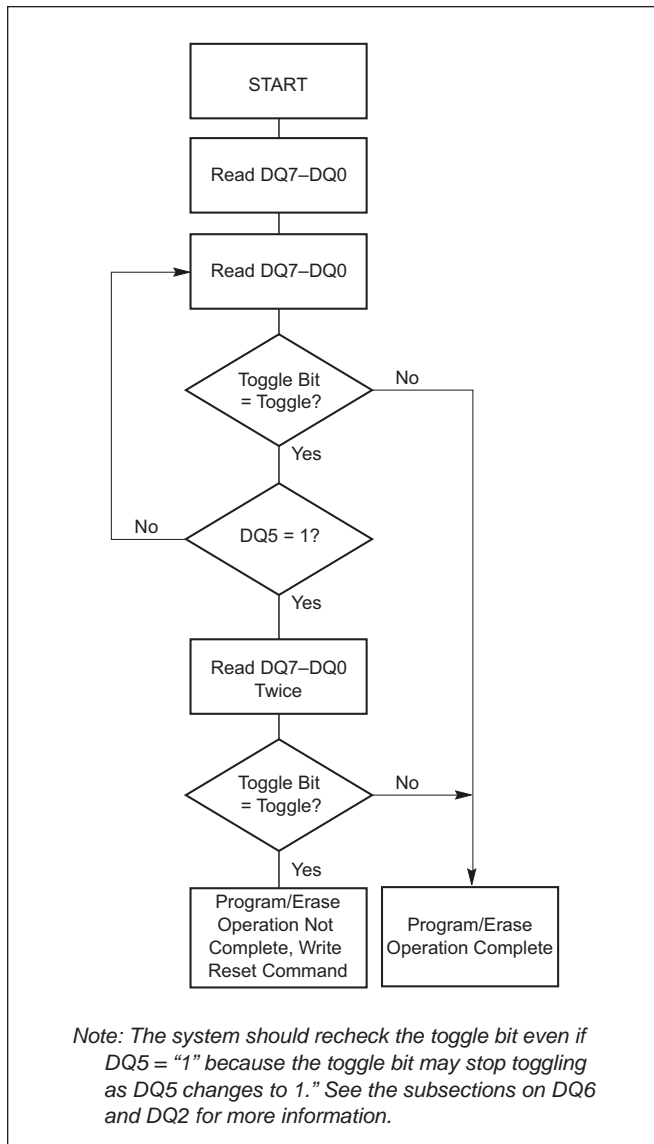 START
Read DQ7–DQ0
Read DQ7–DQ0
Toggle Bit
= Toggle?
No
Yes
No
DQ5 = 1?
Yes
Read DQ7–DQ0
Twice
Toggle Bit
= Toggle?
No
Yes
Program/Erase
Operation Not
Complete, Write
Reset Command
Program/Erase
Operation Complete
Note: The system should recheck the toggle bit even if
DQ5 = “1” because the toggle bit may stop toggling
as DQ5 changes to 1.” See the subsections on DQ6
and DQ2 for more information.